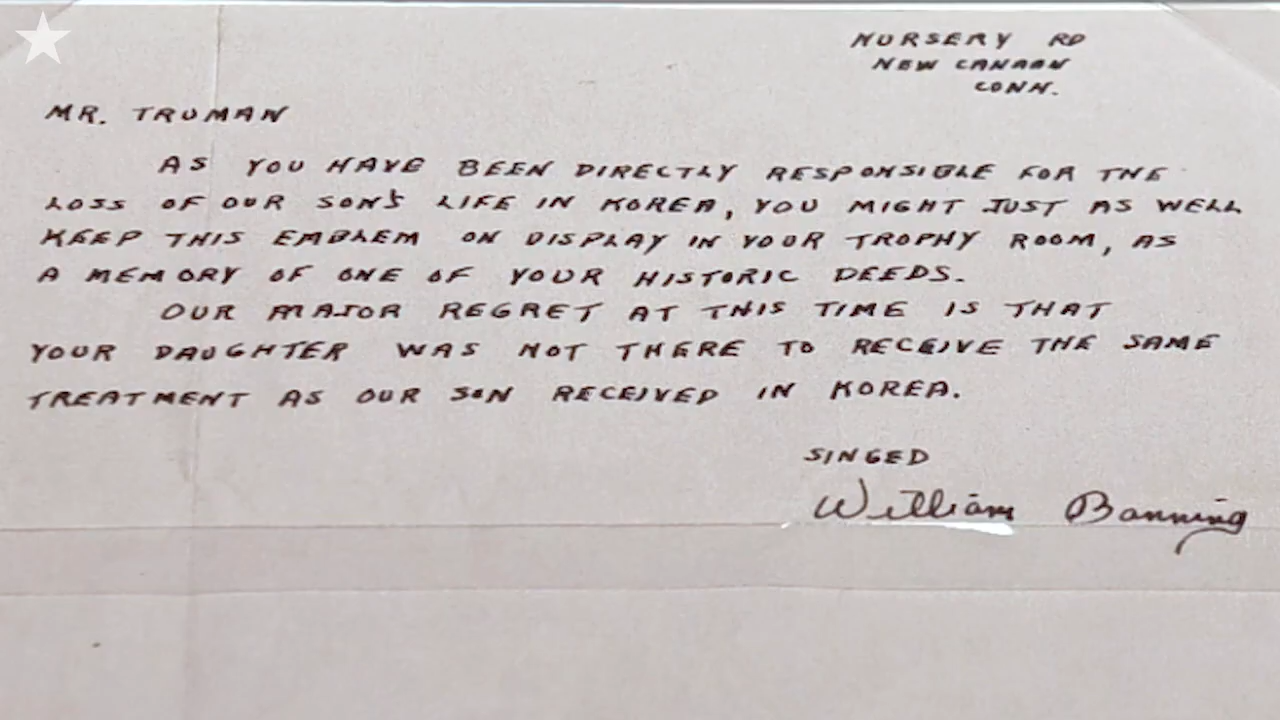 NURSERY RD
NEW CANAAN
CONN.
MR. TRUMAN
AS YOU HAVE BEEN DIRECTLY RESPONSIBLE FOR THE
LOSS OF OUR SON'S LIFE IN KOREA, YOU MIGHT JUST AS WELL
KEEP THIS EMBLEM ON DISPLAY IN YOUR TROPHY ROOM, AS
A MEMORY OF ONE OF YOUR HISTORIC DEEDS.
OUR MAJOR REGRET AT THIS TIME IS THAT
YOUR DAUGHTER WAS NOT THERE TO RECEIVE THE SAME
TREATMENT AS OUR SON RECEIVED IN KOREA.
SINGED
William Banning